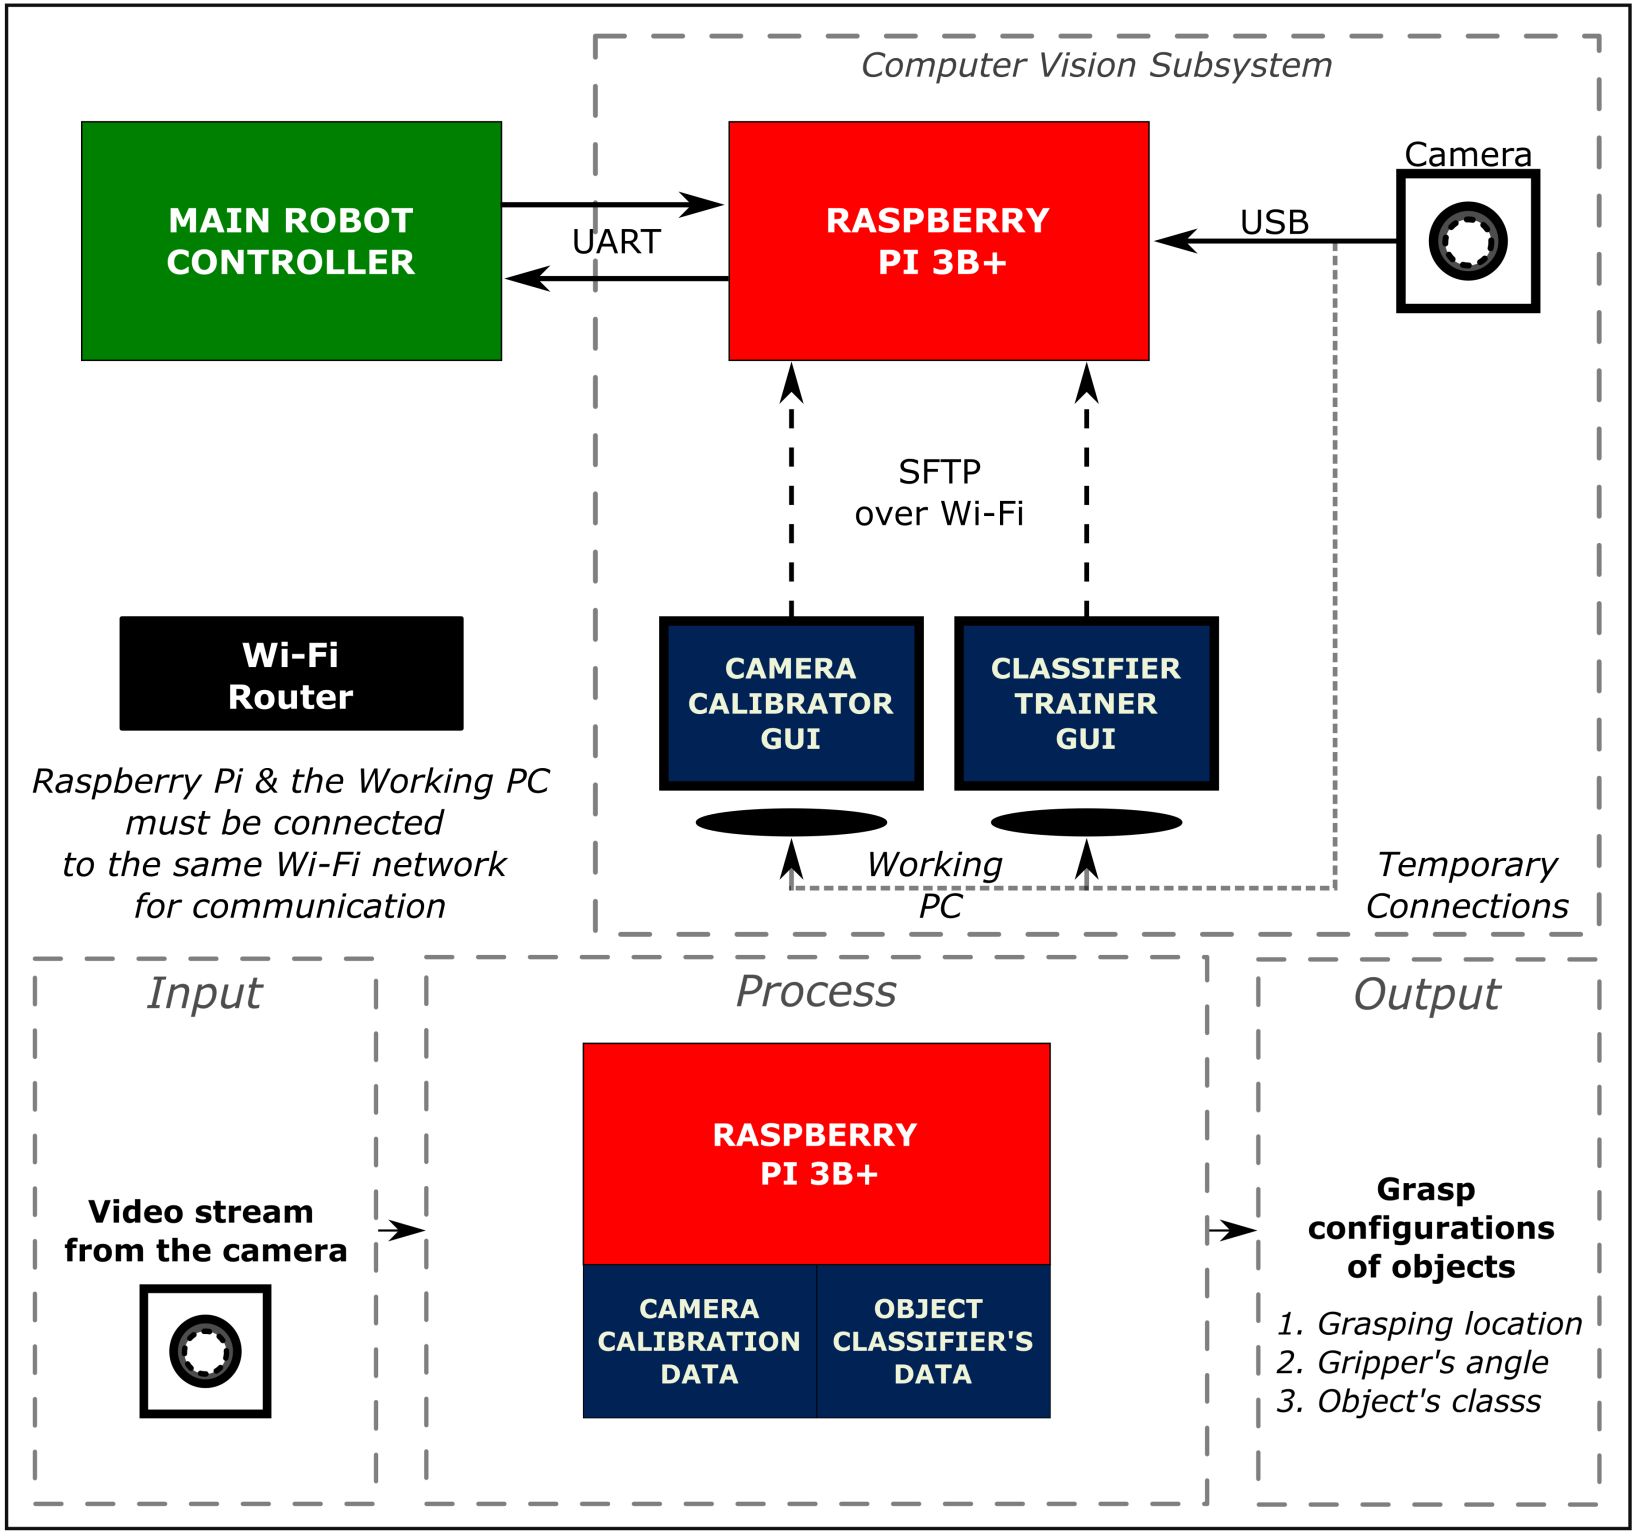 Computer Vision Subsystem
MAIN ROBOT
CONTROLLER
UART
RASPBERRY
PI 3B+
USB
Camera
SFTP
over Wi-Fi
Wi-Fi
Router
Raspberry Pi & the Working PC
must be connected
to the same Wi-Fi network
for communication
CAMERA
CALIBRATOR
GUI
CLASSIFIER
TRAINER
GUI
Working
PC
Temporary
Connections
Input
Video stream
from the camera
Process
RASPBERRY
PI 3B+
CAMERA
CALIBRATION
DATA
OBJECT
CLASSIFIER'S
DATA
Output
Grasp
configurations
of objects
1. Grasping location
2. Gripper's angle
3. Object's classs